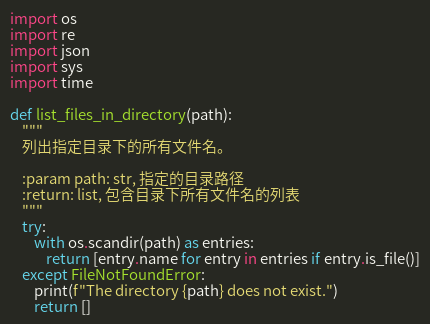 import os
import re
import json
import sys
import time

def list_files_in_directory(path):
    """
    列出指定目录下的所有文件名。

    :param path: str, 指定的目录路径
    :return: list, 包含目录下所有文件名的列表
    """
    try:
        with os.scandir(path) as entries:
            return [entry.name for entry in entries if entry.is_file()]
    except FileNotFoundError:
        print(f"The directory {path} does not exist.")
        return []